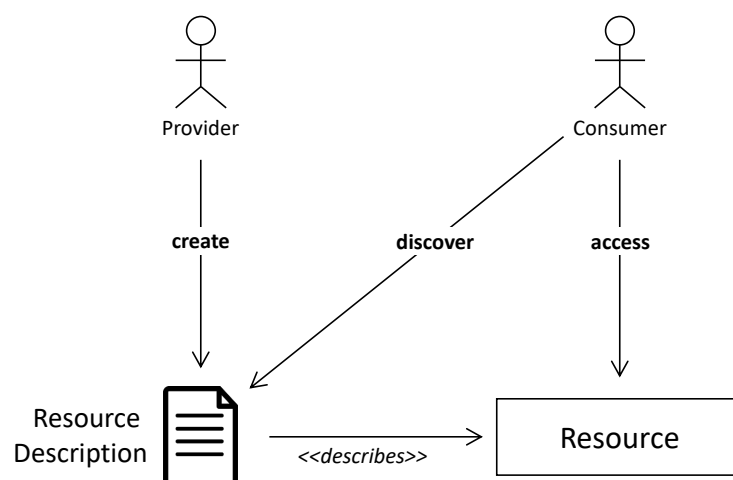 Provider
Consumer
create
discover
access
Resource
Description
<<describes>>
Resource